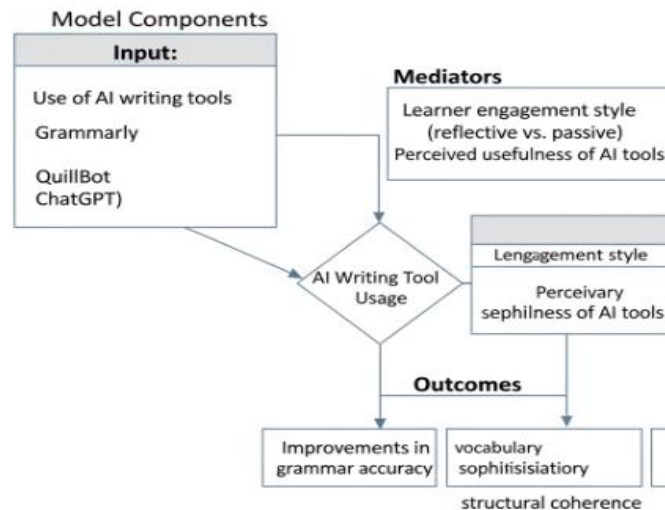 Model Components
Input:
Use of AI writing tools
Grammarly
QuillBot
ChatGPT)
Mediators
Learner engagement style
(reflective vs. passive)
Perceived usefulness of AI tools
AI Writing Tool
Usage
Lengagement style
Perceivary
sephilness of AI tools
Outcomes
Improvements in
grammar accuracy
vocabulary
sophitisisiatiory
structural coherence